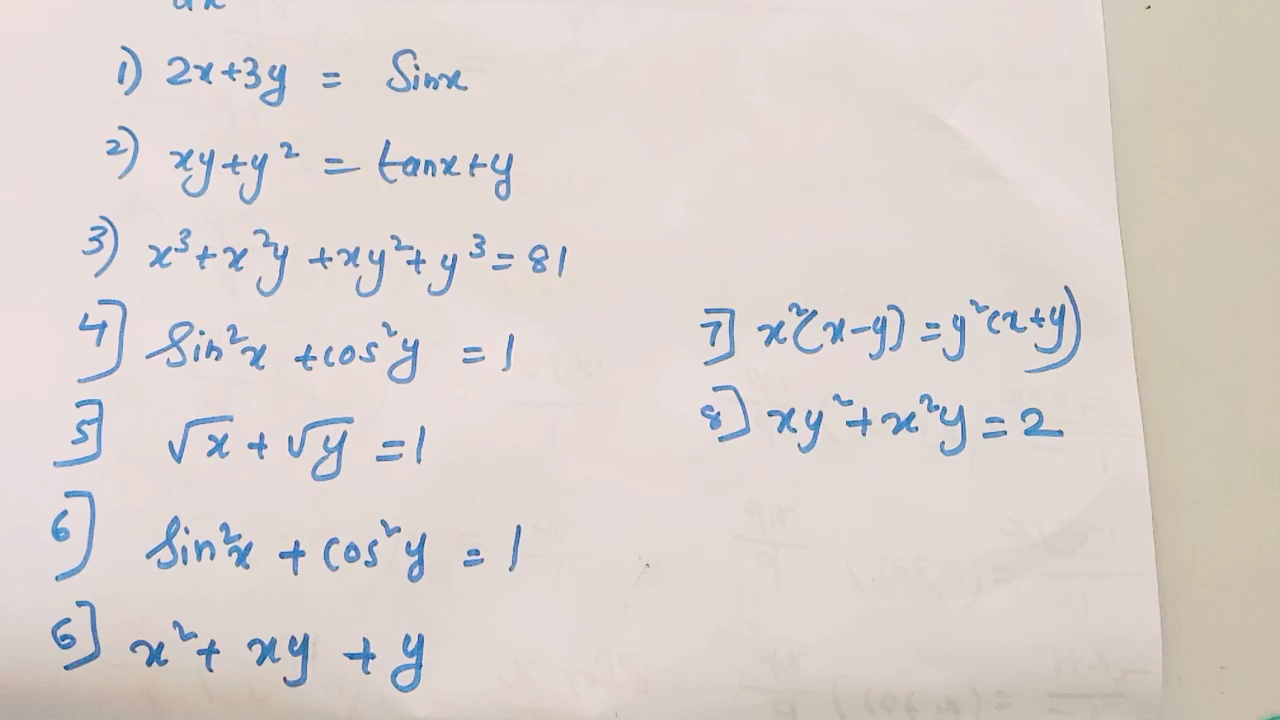 dx
1) 2x+3y = Sinx
2) xy+y² = tanx+y
3) x³+x²y+xy²+y³=81
4] Sin²x+cos²y=1
5] √x+√y=1
6] Sin²x+cos²y=1
6] x²+xy+y
7] x²(x-y)=y²(x+y)
8] xy²+x²y=2